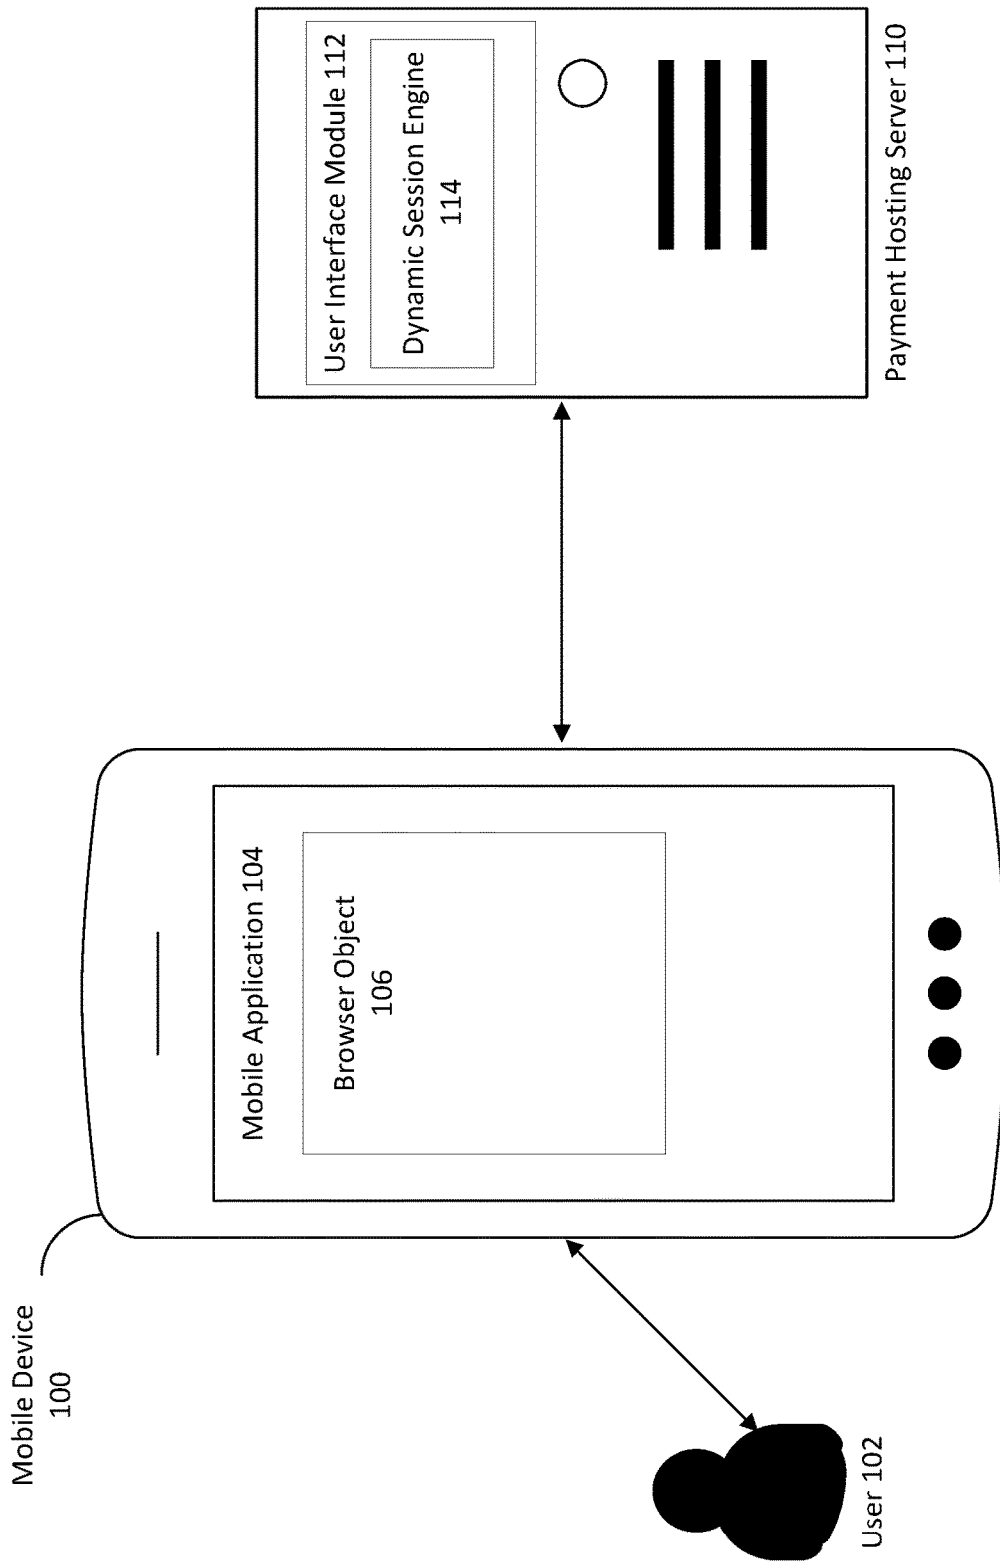 Mobile Device
100
User 102
Mobile Application 104
Browser Object
106
User Interface Module 112
Dynamic Session Engine
114
Payment Hosting Server 110